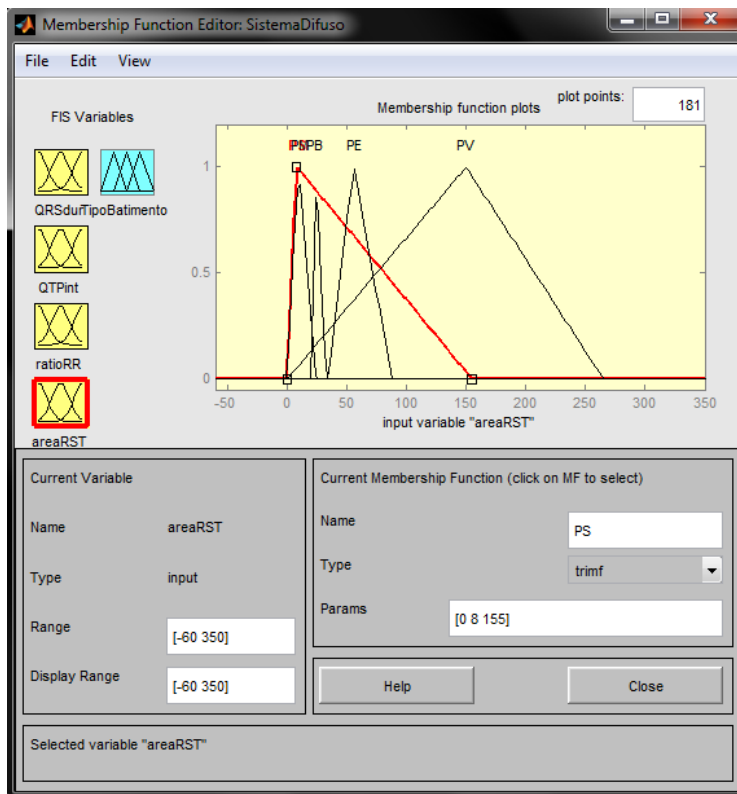 Membership Function Editor: SistemaDifuso
File Edit View
FIS Variables
Membership function plots
plot points:
181
QRSdurTipoBatimento
QTPint
ratioRR
areaRST
PB
PE
PV
1
0.5
0
-50 0 50 100 150 200 250 300 350
input variable "areaRST"
Current Variable
Name areaRST
Type input
Range [-60 350]
Display Range [-60 350]
Current Membership Function (click on MF to select)
Name PS
Type trimf
Params [0 8 155]
Help
Close
Selected variable "areaRST"